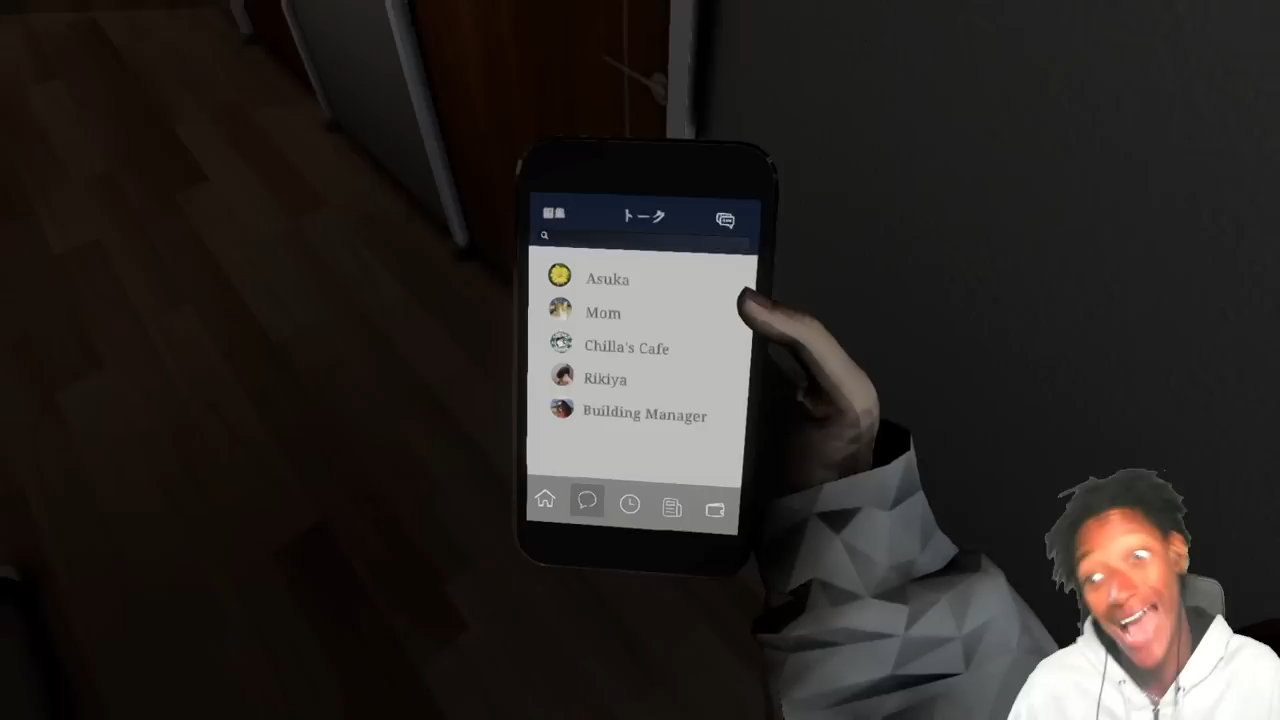 トーク
Asuka
Mom
Chilla's Cafe
Rikiya
Building Manager